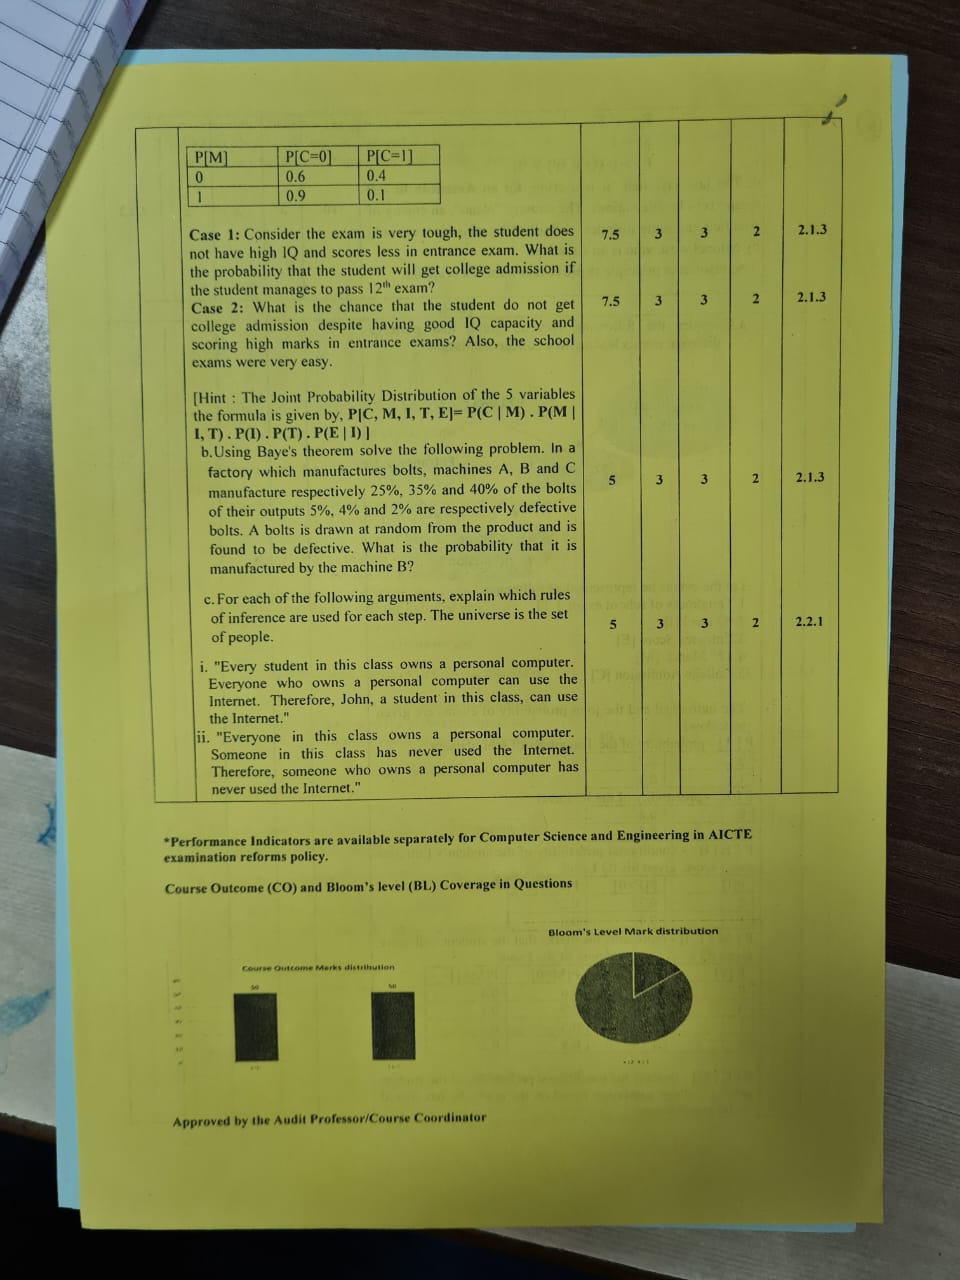 P[M] P[C=0] P[C=1]
0 0.6 0.4
1 0.9 0.1
Case 1: Consider the exam is very tough, the student does 7.5 3 3 2 2.1.3
not have high IQ and scores less in entrance exam. What is
the probability that the student will get college admission if
the student manages to pass 12th exam?
Case 2: What is the chance that the student do not get 7.5 3 3 2 2.1.3
college admission despite having good IQ capacity and
scoring high marks in entrance exams? Also, the school
exams were very easy.
[Hint : The Joint Probability Distribution of the 5 variables
the formula is given by, P[C, M, I, T, E]= P(C | M) . P(M |
I, T) . P(I) . P(T) . P(E | I) ]
b.Using Baye's theorem solve the following problem. In a
factory which manufactures bolts, machines A, B and C
manufacture respectively 25%, 35% and 40% of the bolts 5 3 3 2 2.1.3
of their outputs 5%, 4% and 2% are respectively defective
bolts. A bolts is drawn at random from the product and is
found to be defective. What is the probability that it is
manufactured by the machine B?
c. For each of the following arguments, explain which rules
of inference are used for each step. The universe is the set 5 3 3 2 2.2.1
of people.
i. "Every student in this class owns a personal computer.
Everyone who owns a personal computer can use the
Internet. Therefore, John, a student in this class, can use
the Internet."
ii. "Everyone in this class owns a personal computer.
Someone in this class has never used the Internet.
Therefore, someone who owns a personal computer has
never used the Internet."
*Performance Indicators are available separately for Computer Science and Engineering in AICTE
examination reforms policy.
Course Outcome (CO) and Bloom's level (BL) Coverage in Questions
Bloom's Level Mark distribution
Course Outcome Marks distribution
50 50
Approved by the Audit Professor/Course Coordinator